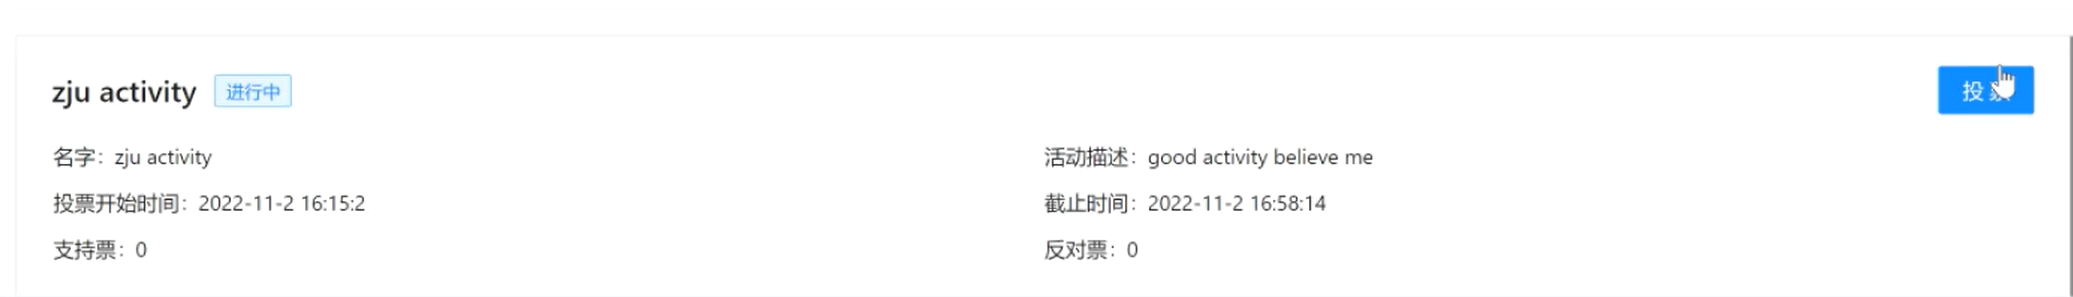 zju activity 进行中 投票
名字：zju activity 活动描述：good activity believe me
投票开始时间：2022-11-2 16:15:2 截止时间：2022-11-2 16:58:14
支持票：0 反对票：0